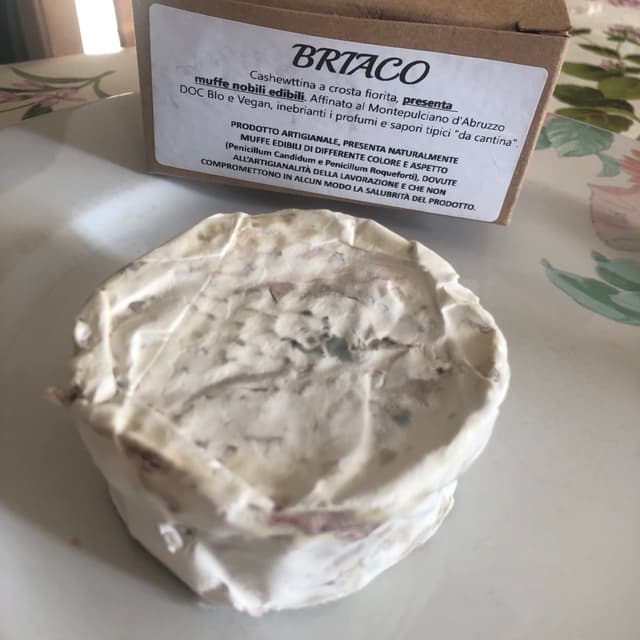 BRIACO
Cashewttina a crosta fiorita, presenta
muffe nobili edibili. Affinato al Montepulciano d'Abruzzo
DOC BIo e Vegan, inebrianti i profumi e sapori tipici "da cantina".
PRODOTTO ARTIGIANALE, PRESENTA NATURALMENTE
MUFFE EDIBILI DI DIFFERENTE COLORE E ASPETTO
(Penicillum Candidum e Penicillum Roqueforti), DOVUTE
ALL'ARTIGIANALITÀ DELLA LAVORAZIONE E CHE NON
COMPROMETTONO IN ALCUN MODO LA SALUBRITÀ DEL PRODOTTO.